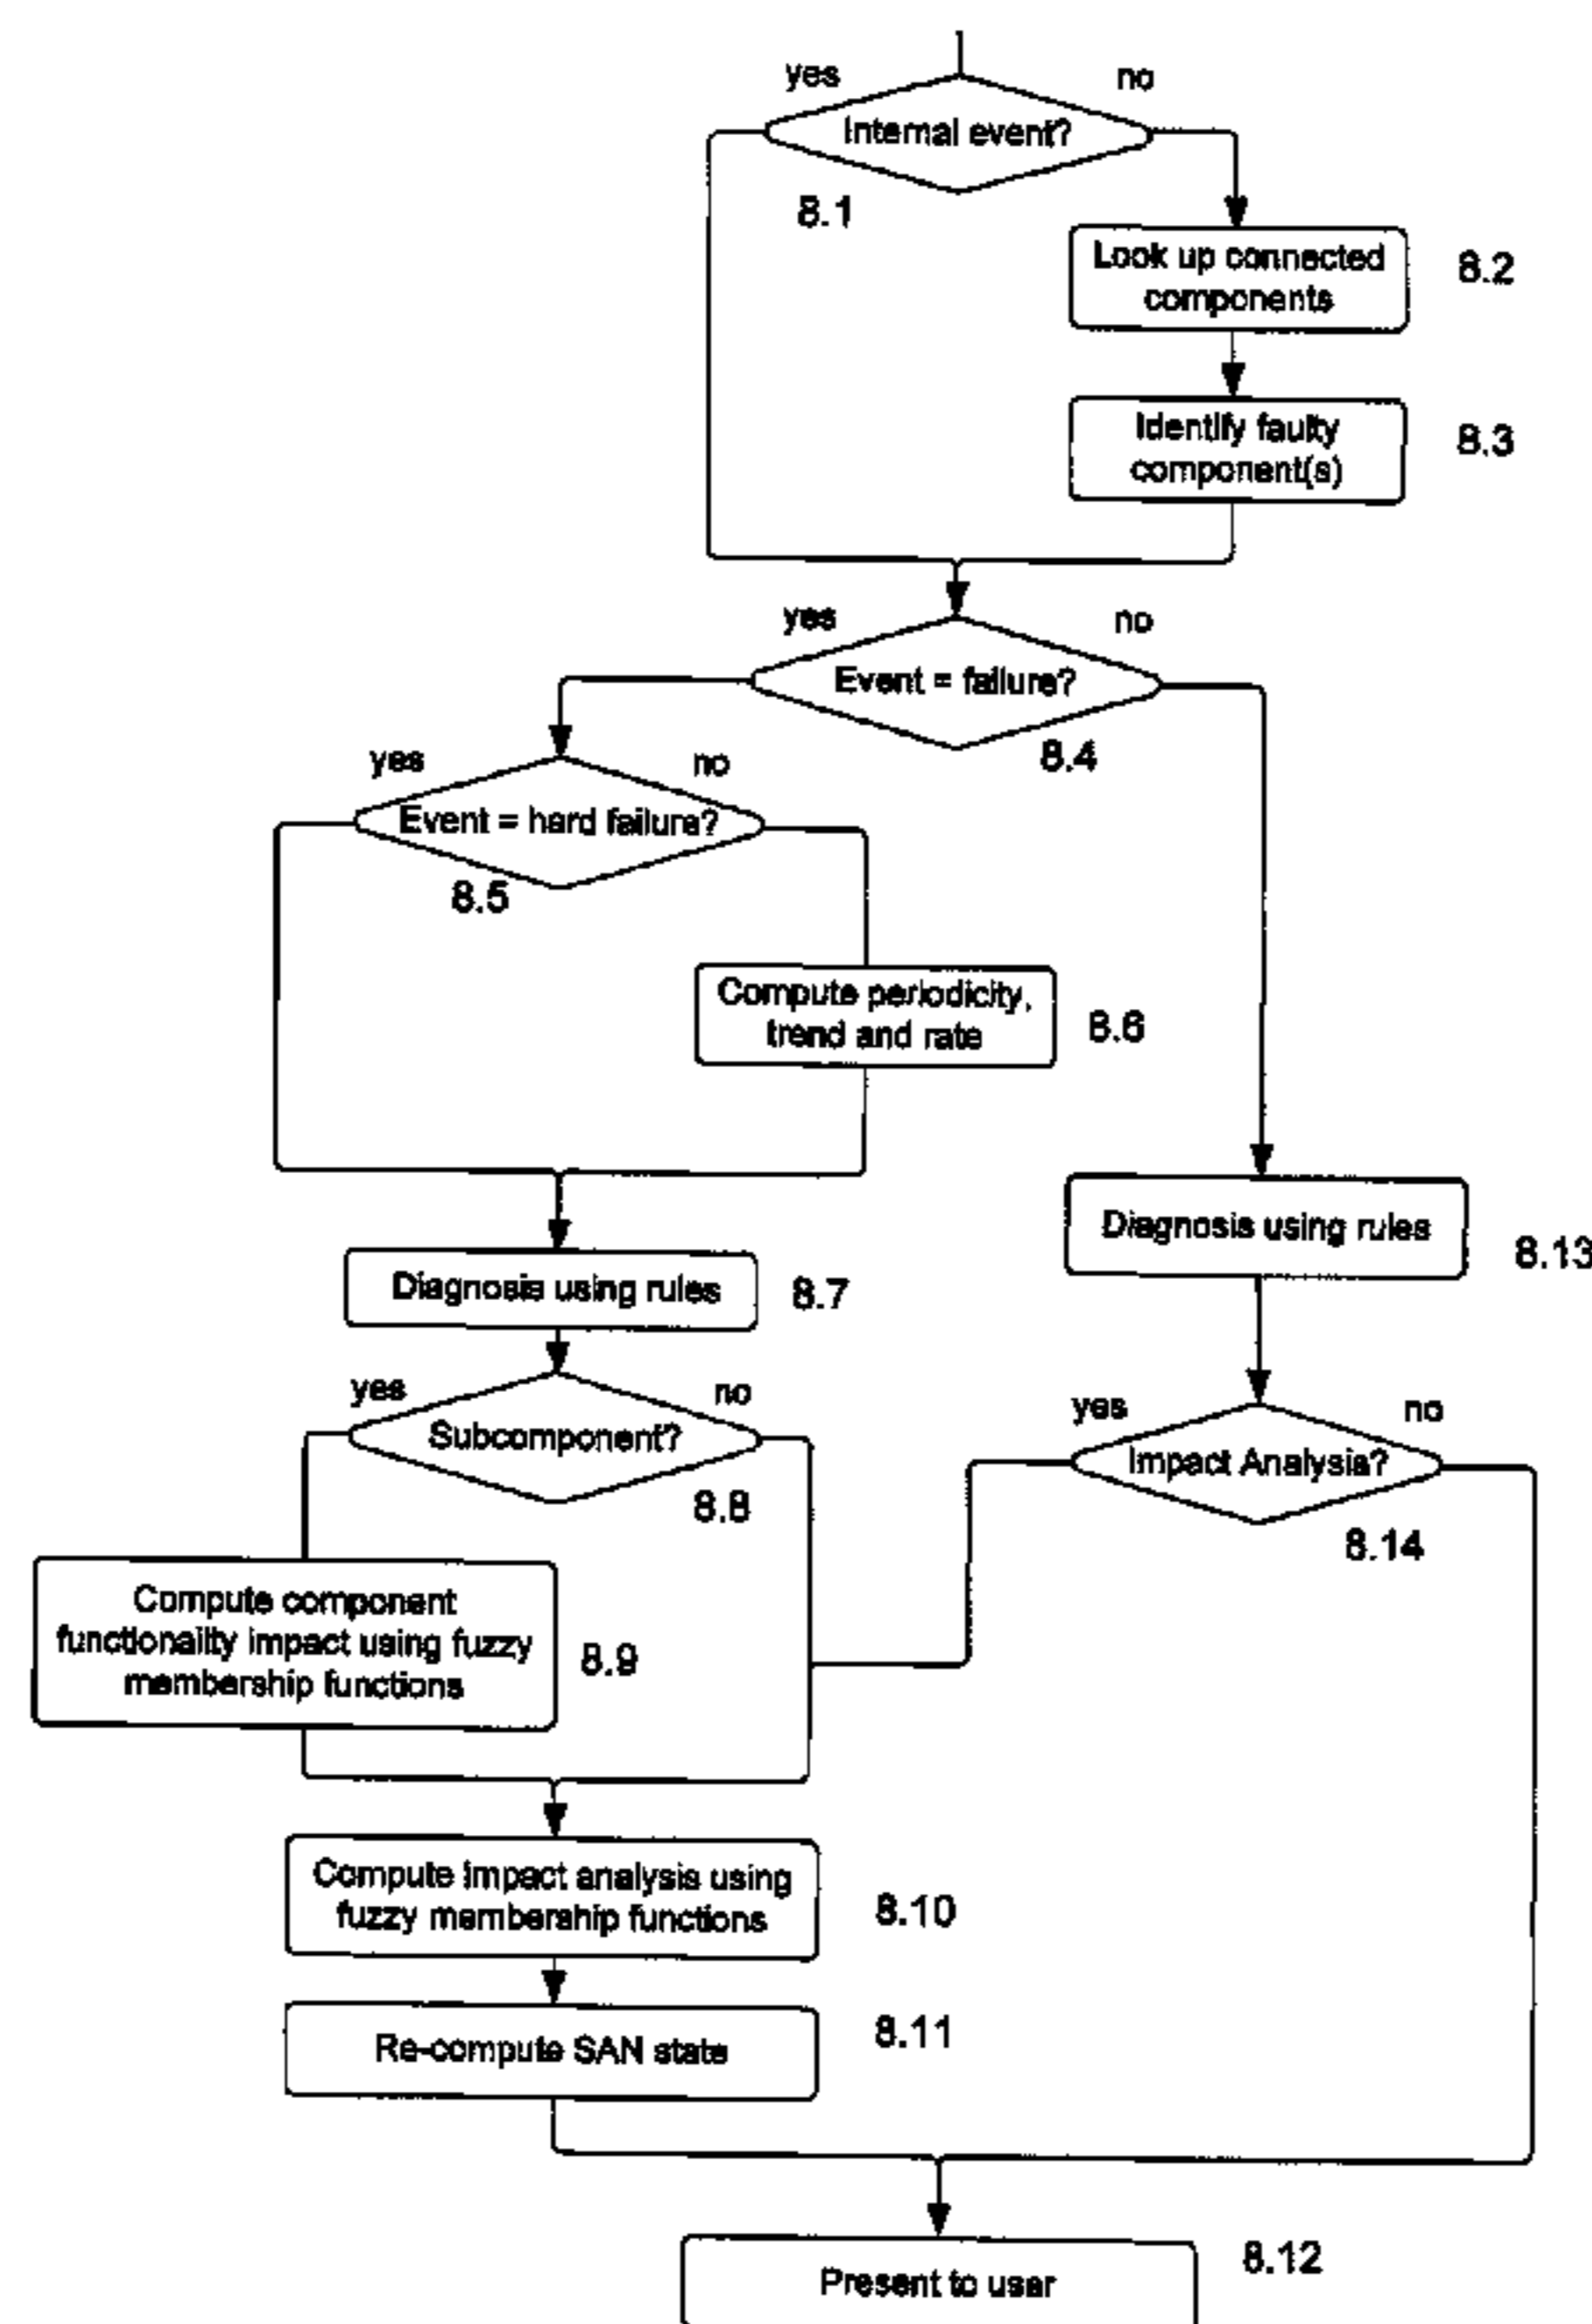 yes
no
Internal event?
8.1
Look up connected
components
8.2
Identify faulty
component(s)
8.3
yes
no
Event = failure?
8.4
yes
no
Event = hard failure?
8.5
Compute periodicity,
trend and rate
8.6
Diagnosis using rules
8.13
Diagnosis using rules
8.7
yes
no
Subcomponent?
8.8
yes
no
Impact Analysis?
8.14
Compute component
functionality impact using fuzzy
membership functions
8.9
Compute impact analysis using
fuzzy membership functions
8.10
Re-compute SAN state
8.11
Present to user
8.12